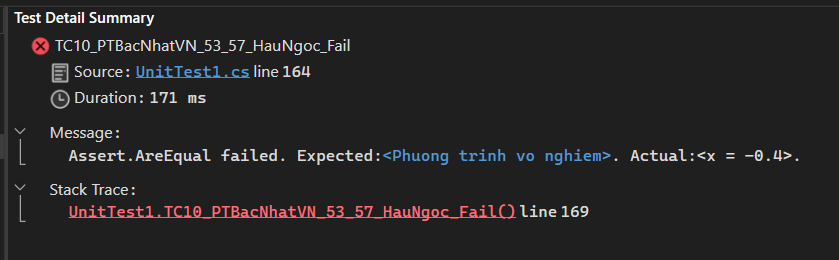 Test Detail Summary
TC10_PTBacNhatVN_53_57_HauNgoc_Fail
Source: UnitTest1.cs line 164
Duration: 171 ms
Message:
Assert.AreEqual failed. Expected:<Phuong trinh vo nghiem>. Actual:<x = -0.4>.
Stack Trace:
UnitTest1.TC10_PTBacNhatVN_53_57_HauNgoc_Fail() line 169